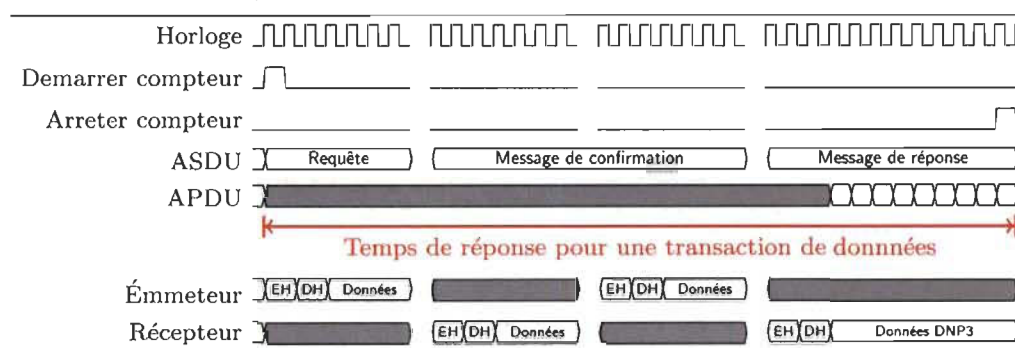 Horloge
Demarrer compteur
Arreter compteur
ASDU Requête Message de confirmation Message de réponse
APDU
Temps de réponse pour une transaction de donnnées
Émmeteur EH DH Données EH DH Données
Récepteur EH DH Données EH DH Données DNP3